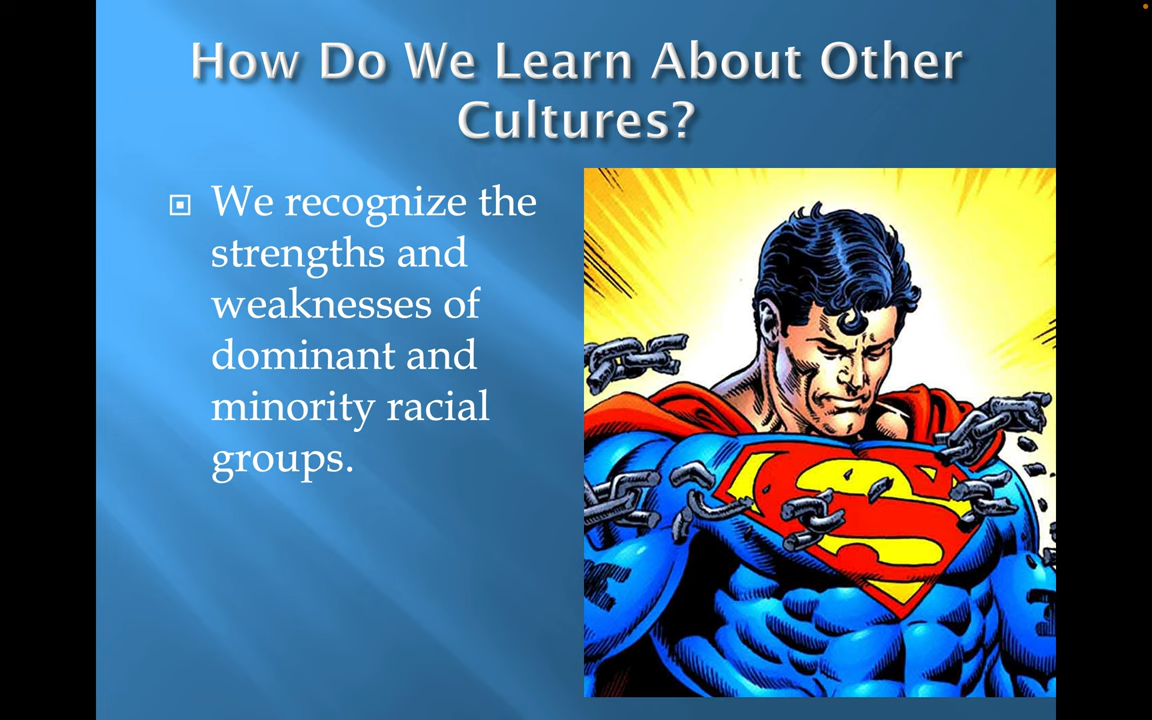 How Do We Learn About Other
Cultures?
We recognize the
strengths and
weaknesses of
dominant and
minority racial
groups.
S